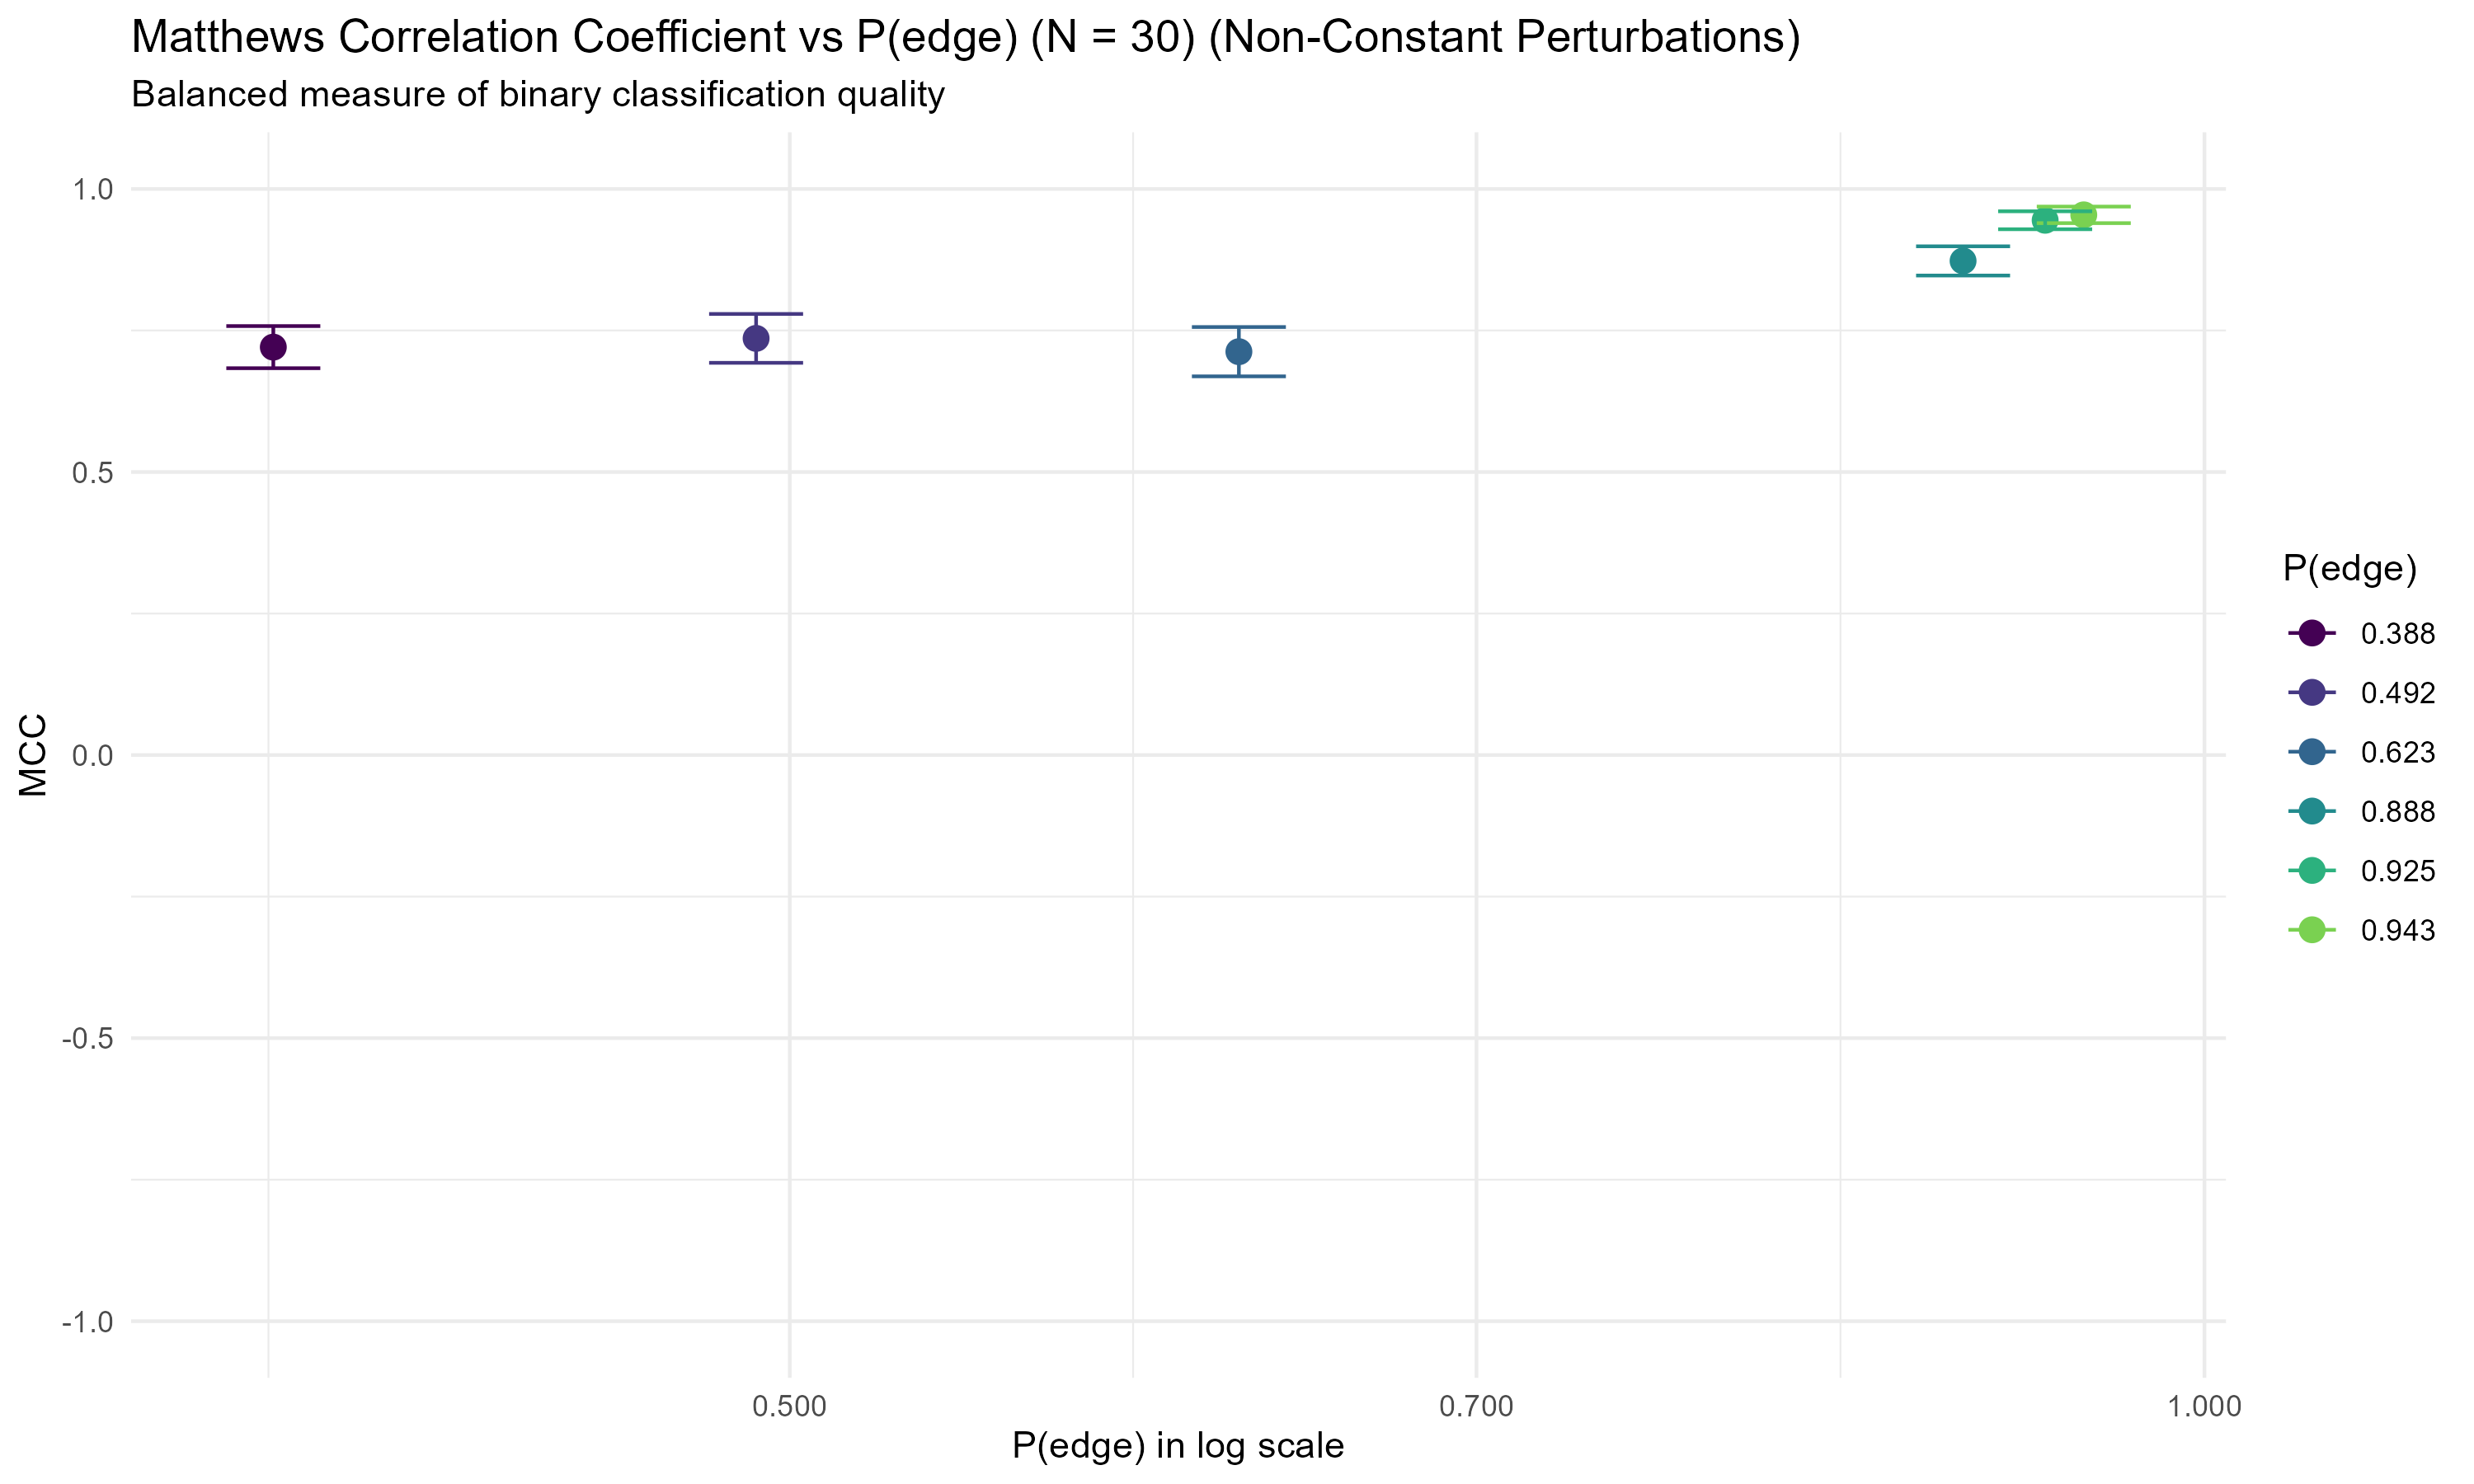 Matthews Correlation Coefficient vs P(edge) (N = 30) (Non-Constant Perturbations)
Balanced measure of binary classification quality
1.0
0.5
0.0
-0.5
-1.0
MCC
0.500
0.700
1.000
P(edge) in log scale
P(edge)
0.388
0.492
0.623
0.888
0.925
0.943